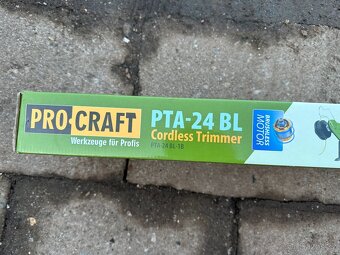 PRO-CRAFT
Werkzeuge für Profis
PTA-24 BL
Cordless Trimmer
PTA-24 BL-1B
BRUSHLESS
MOTOR